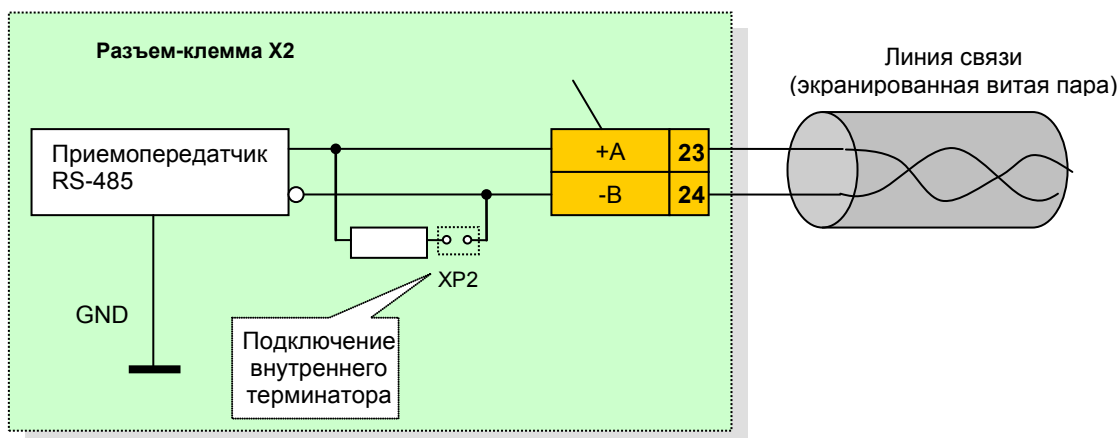 Разъем-клемма X2
Линия связи
(экранированная витая пара)
Приемопередатчик
RS-485
+A 23
-B 24
XP2
GND
Подключение
внутреннего
терминатора